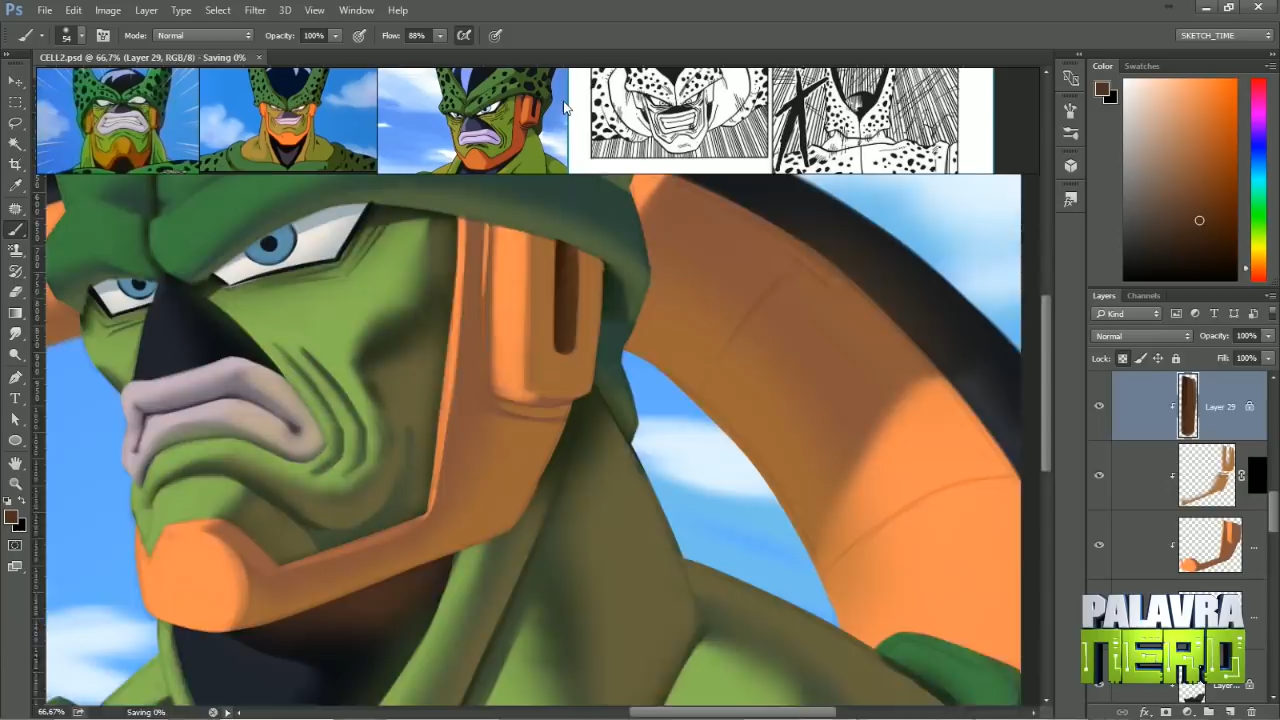 Ps File Edit Image Layer Type Select Filter 3D View Window Help
54 Mode: Normal Opacity: 100% Flow: 88% SKETCH_TIME
CELL2.psd @ 66,7% (Layer 29, RGB/8) - Saving 0% ×
Color Swatches
Layers Channels
Kind
Normal Opacity: 100%
Lock: Fill: 100%
Layer 29
Layer...
PALAVRA
NERD
66,67% Saving 0%